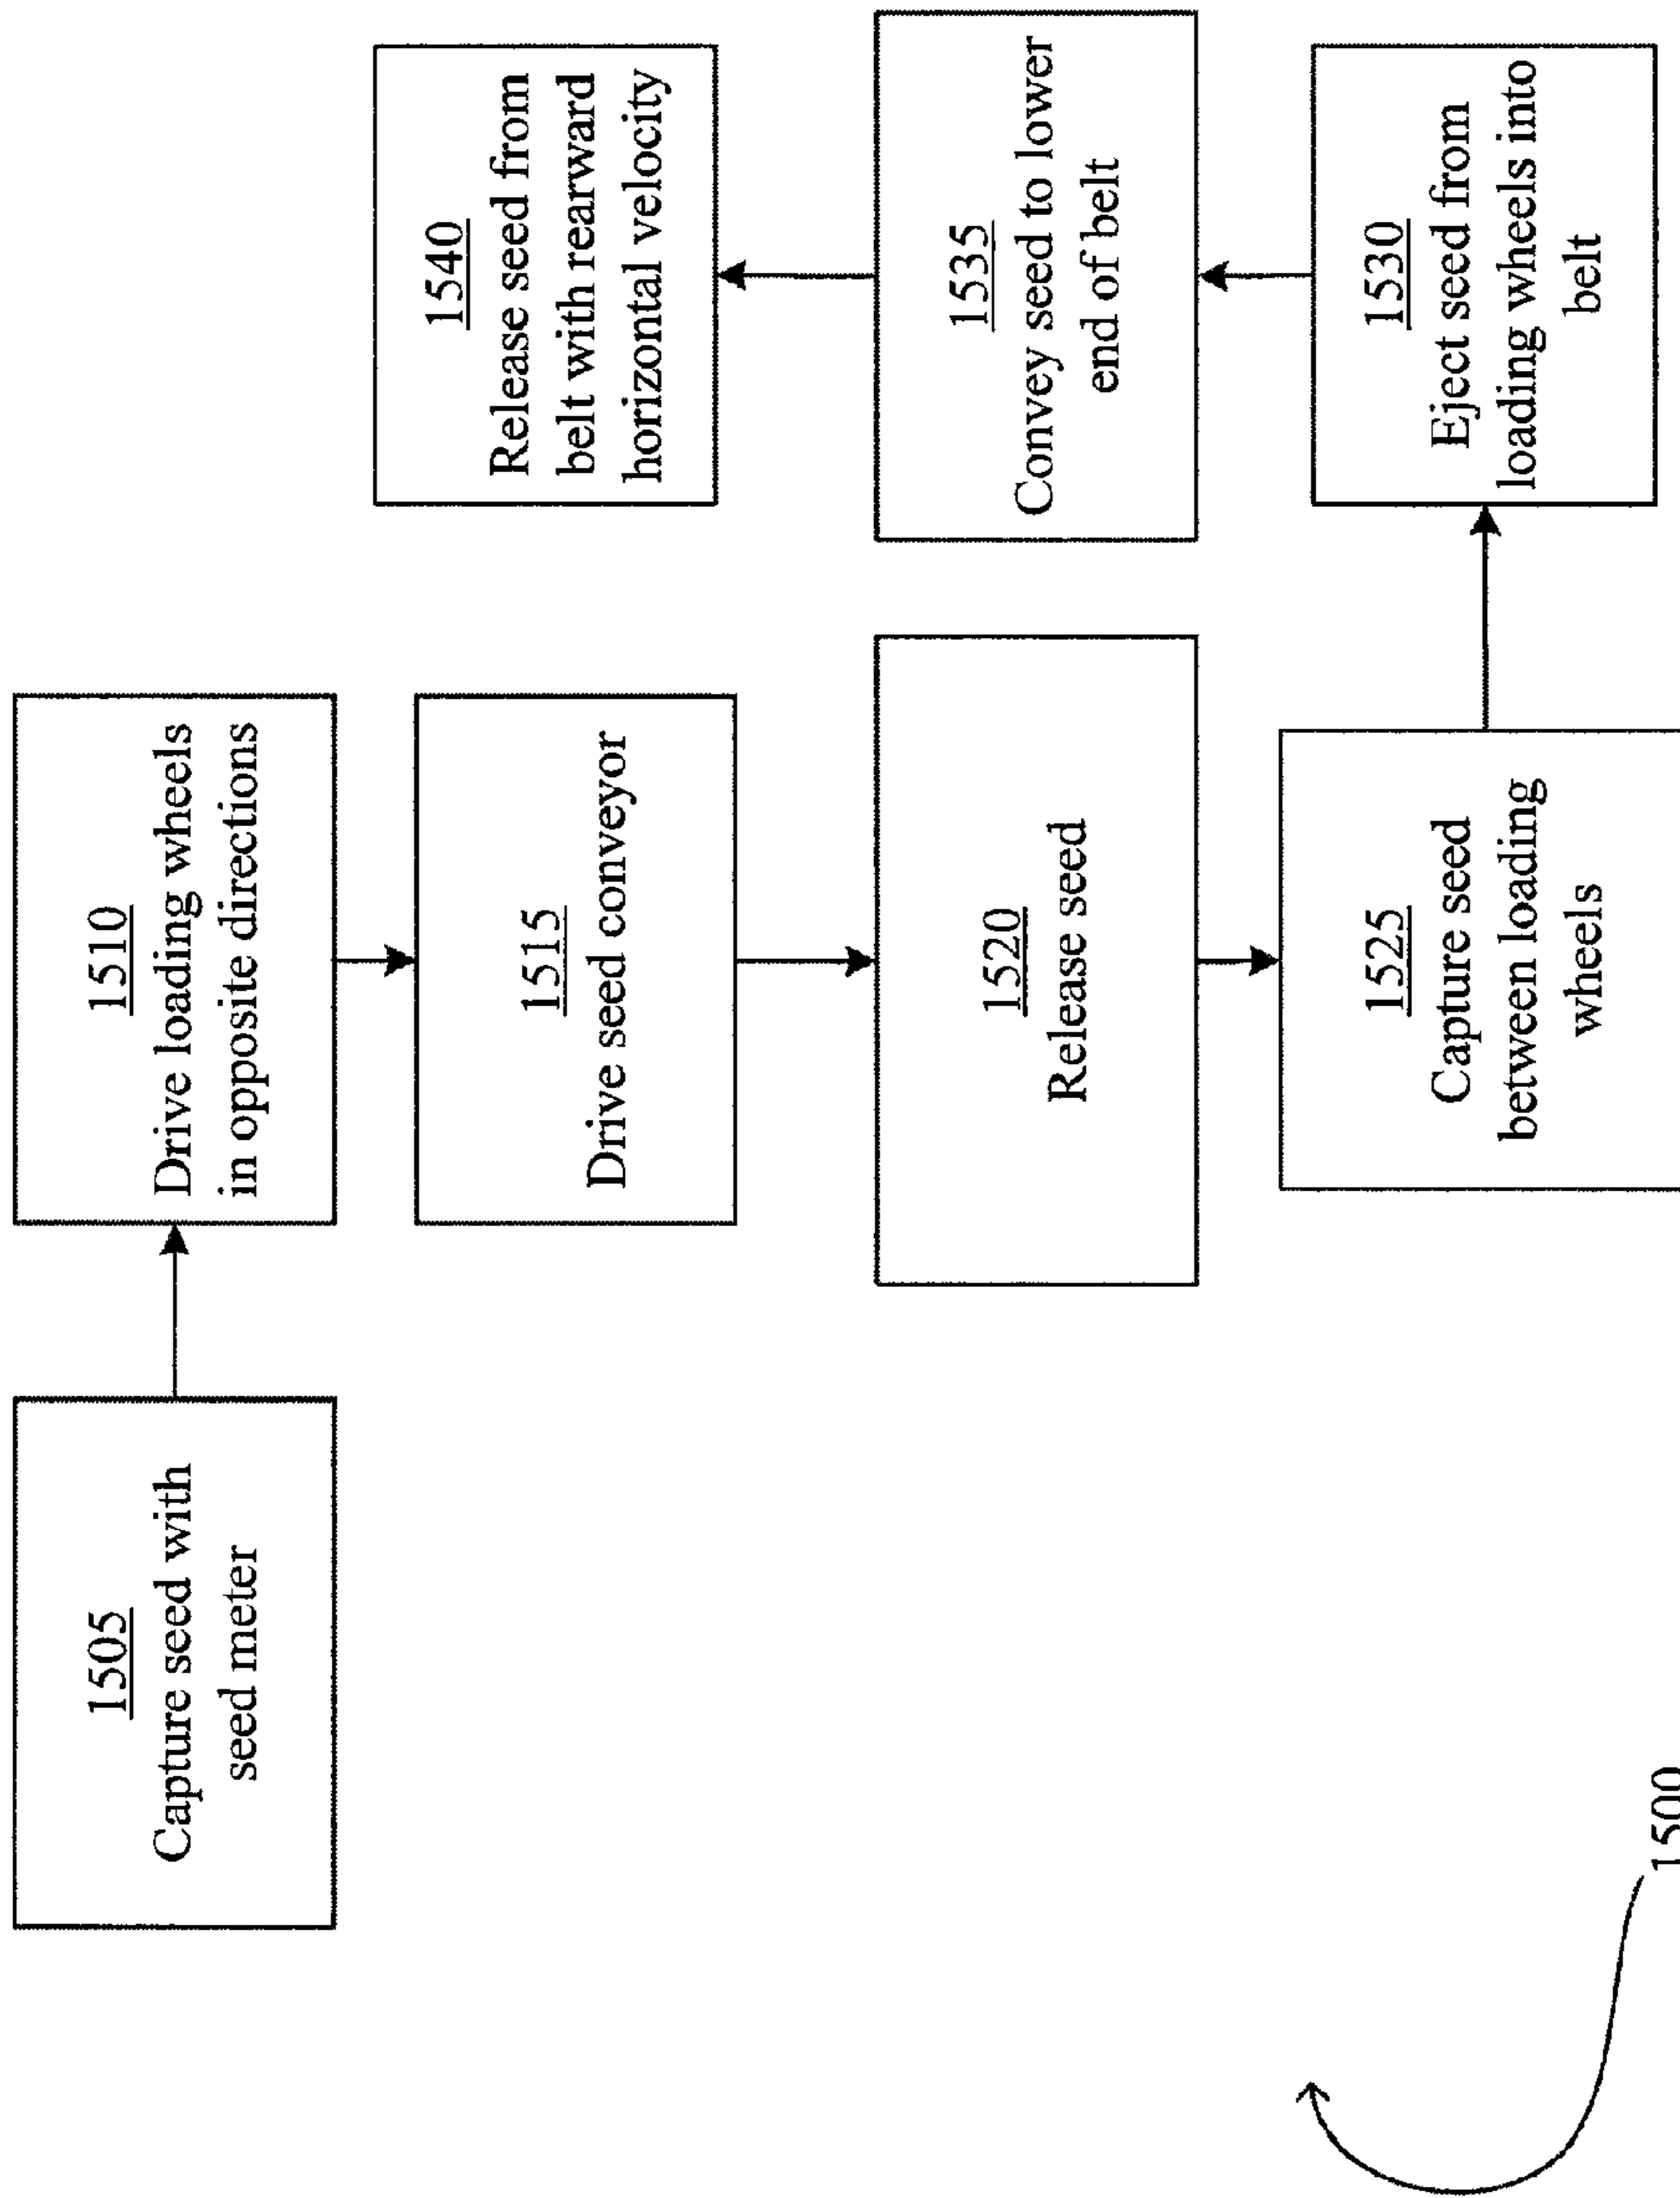 1505
Capture seed with
seed meter
1510
Drive loading wheels
in opposite directions
1515
Drive seed conveyor
1520
Release seed
1525
Capture seed
between loading
wheels
1530
Eject seed from
loading wheels into
belt
1535
Convey seed to lower
end of belt
1540
Release seed from
belt with rearward
horizontal velocity
1500